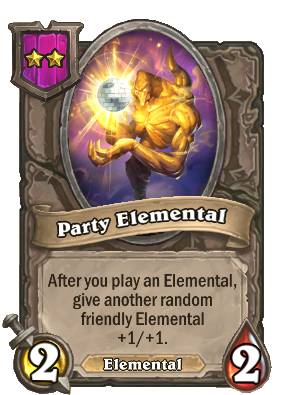 Party Elemental
After you play an Elemental,
give another random
friendly Elemental
+1/+1.
Elemental
2 2